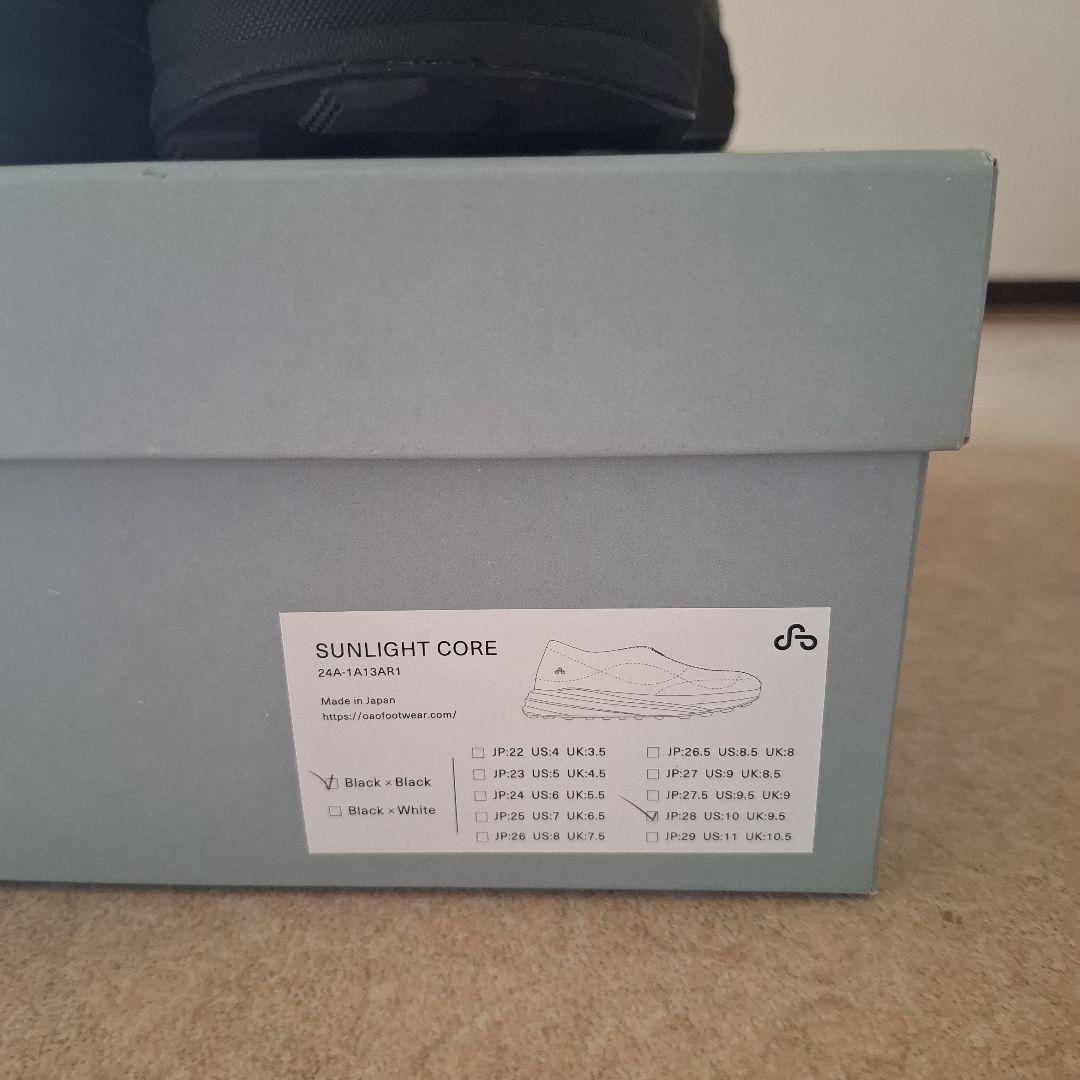 SUNLIGHT CORE
24A-1A13AR1
Made in Japan
https://oaofootwear.com/
Black × Black
Black × White
JP:22 US:4 UK:3.5
JP:23 US:5 UK:4.5
JP:24 US:6 UK:5.5
JP:25 US:7 UK:6.5
JP:26 US:8 UK:7.5
JP:26.5 US:8.5 UK:8
JP:27 US:9 UK:8.5
JP:27.5 US:9.5 UK:9
JP:28 US:10 UK:9.5
JP:29 US:11 UK:10.5